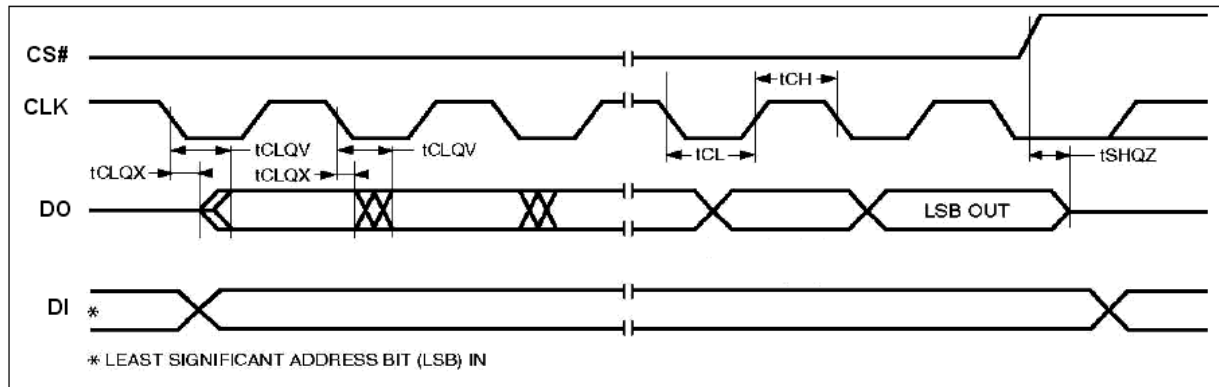 CS#
tCH
CLK
tCLQV
tCLQV
tCL
tSHQZ
tCLQX
tCLQX
DO
LSB OUT
DI
*
* LEAST SIGNIFICANT ADDRESS BIT (LSB) IN